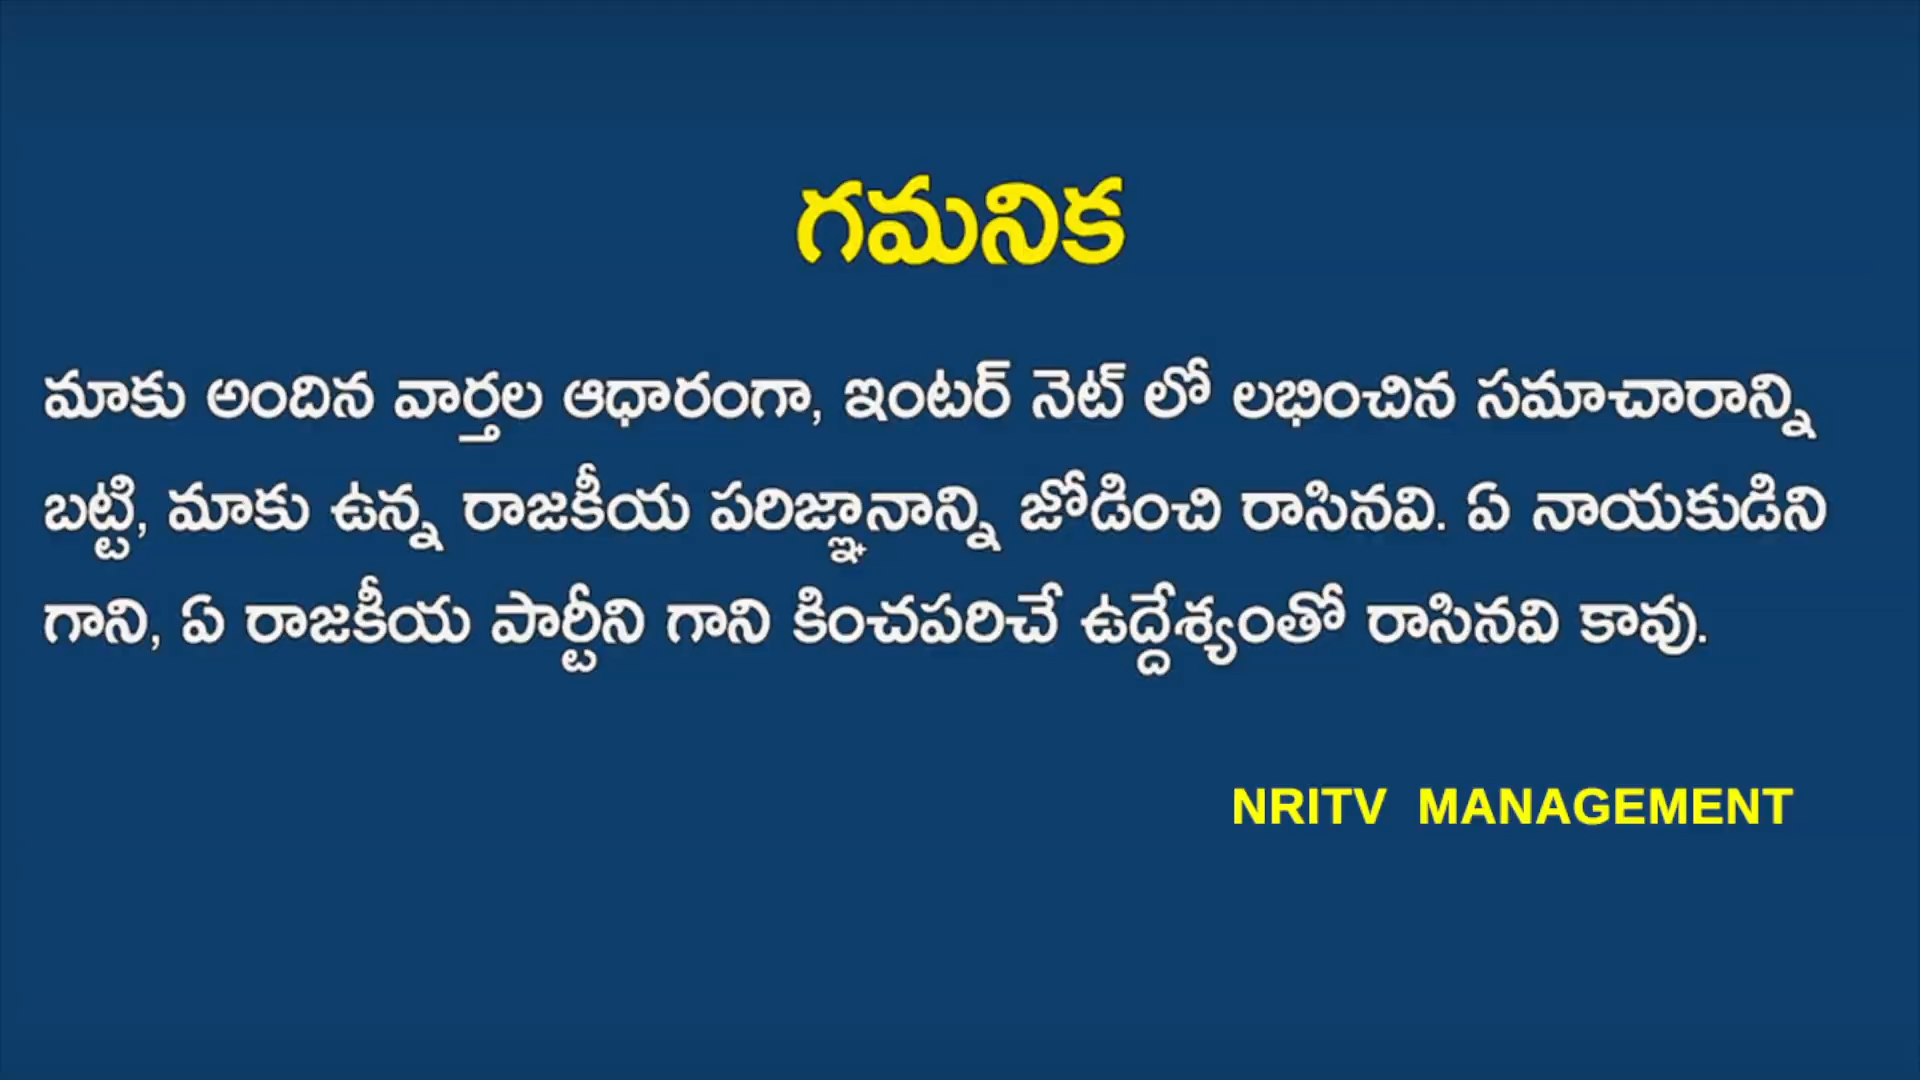 గమనిక
మాకు అందిన వార్తల ఆధారంగా, ఇంటర్ నెట్ లో లభించిన సమాచారాన్ని
బట్టి, మాకు ఉన్న రాజకీయ పరిజ్ఞానాన్ని జోడించి రాసినవి. ఏ నాయకుడిని
గాని, ఏ రాజకీయ పార్టీని గాని కించపరిచే ఉద్దేశ్యంతో రాసినవి కావు.
NRITV MANAGEMENT